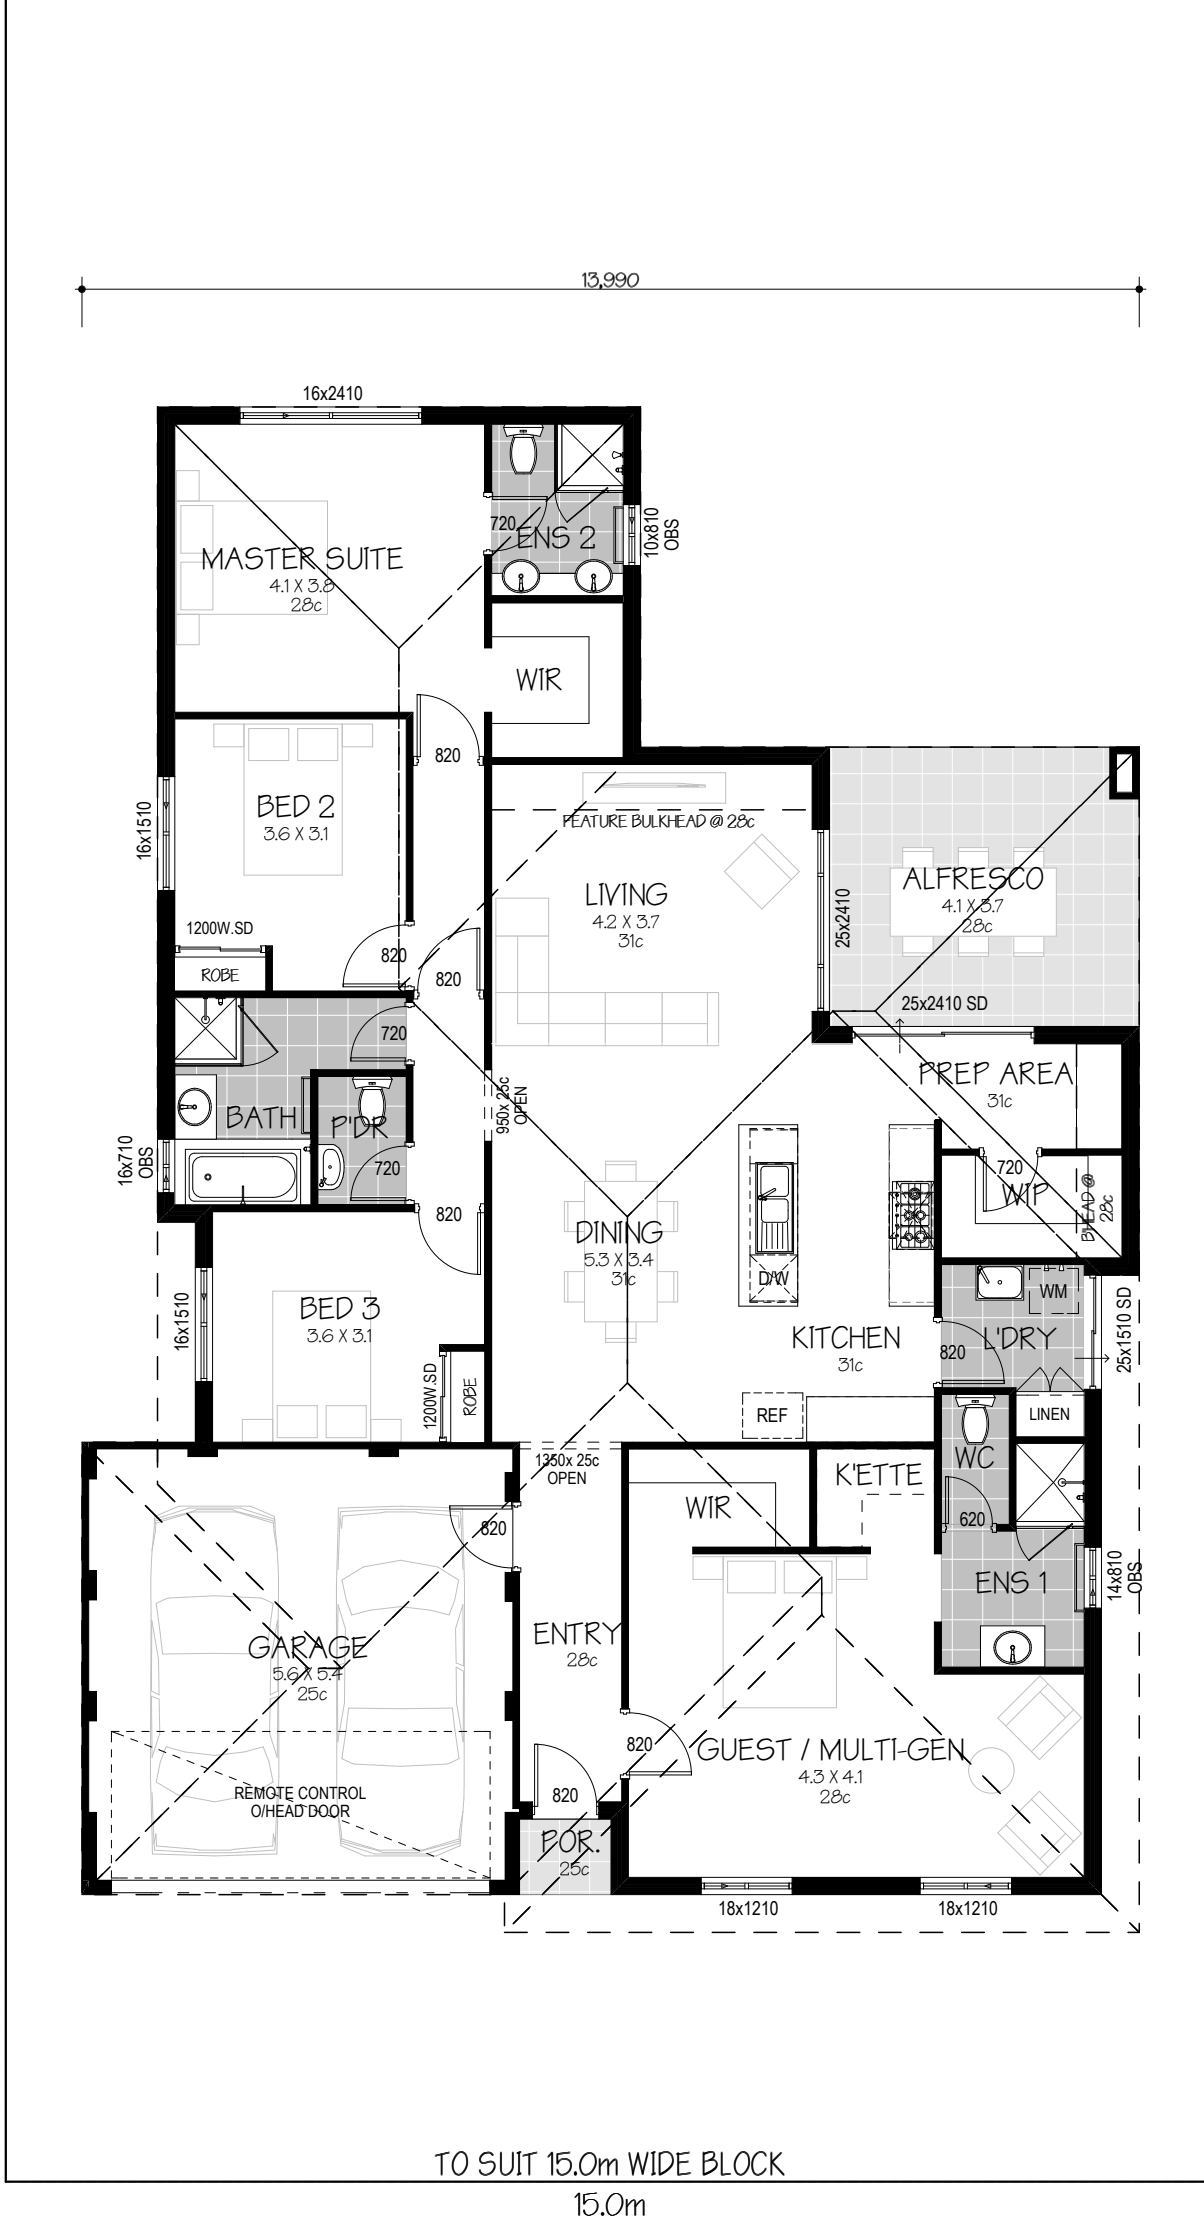 13,990
16x2410
MASTER SUITE
4.1 X 3.8
28c
720
ENS 2
10x810
OBS
WIR
820
BED 2
3.6 X 3.1
16x1510
1200W.SD
ROBE
820
820
FEATURE BULKHEAD @ 28c
LIVING
4.2 X 3.7
31c
25x2410
ALFRESCO
4.1 X 3.7
28c
25x2410 SD
PREP AREA
31c
720
WIP
B'HEAD @
28c
720
BATH
P'DR
720
16x710
OBS
950x 25c
OPEN
820
DINING
5.3 X 3.4
31c
D/W
KITCHEN
31c
REF
WM
L'DRY
820
25x1510 SD
LINEN
BED 3
3.6 X 3.1
16x1510
1200W.SD
ROBE
1350x 25c
OPEN
WIR
K'ETTE
WC
620
ENS 1
14x810
OBS
820
GARAGE
5.6 X 5.4
25c
REMOTE CONTROL
O/HEAD DOOR
ENTRY
28c
820
820
GUEST / MULTI-GEN
4.3 X 4.1
28c
POR.
25c
18x1210
18x1210
TO SUIT 15.0m WIDE BLOCK
15.0m